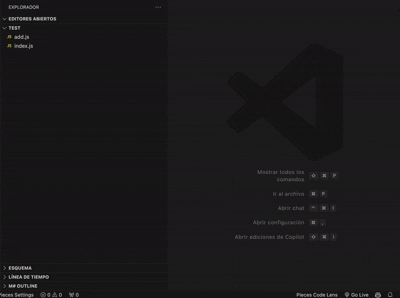 EXPLORADOR
EDITORES ABIERTOS
TEST
JS add.js
JS index.js
Mostrar todos los
comandos ⇧ ⌘ P
Ir al archivo ⌘ P
Abrir chat ⌃ ⌘ I
Abrir configuración ⌘ ,
Abrir ediciones de Copilot ⇧ ⌘ I
ESQUEMA
LÍNEA DE TIEMPO
M# OUTLINE
Pieces Settings 0 0 0 Pieces Code Lens Go Live